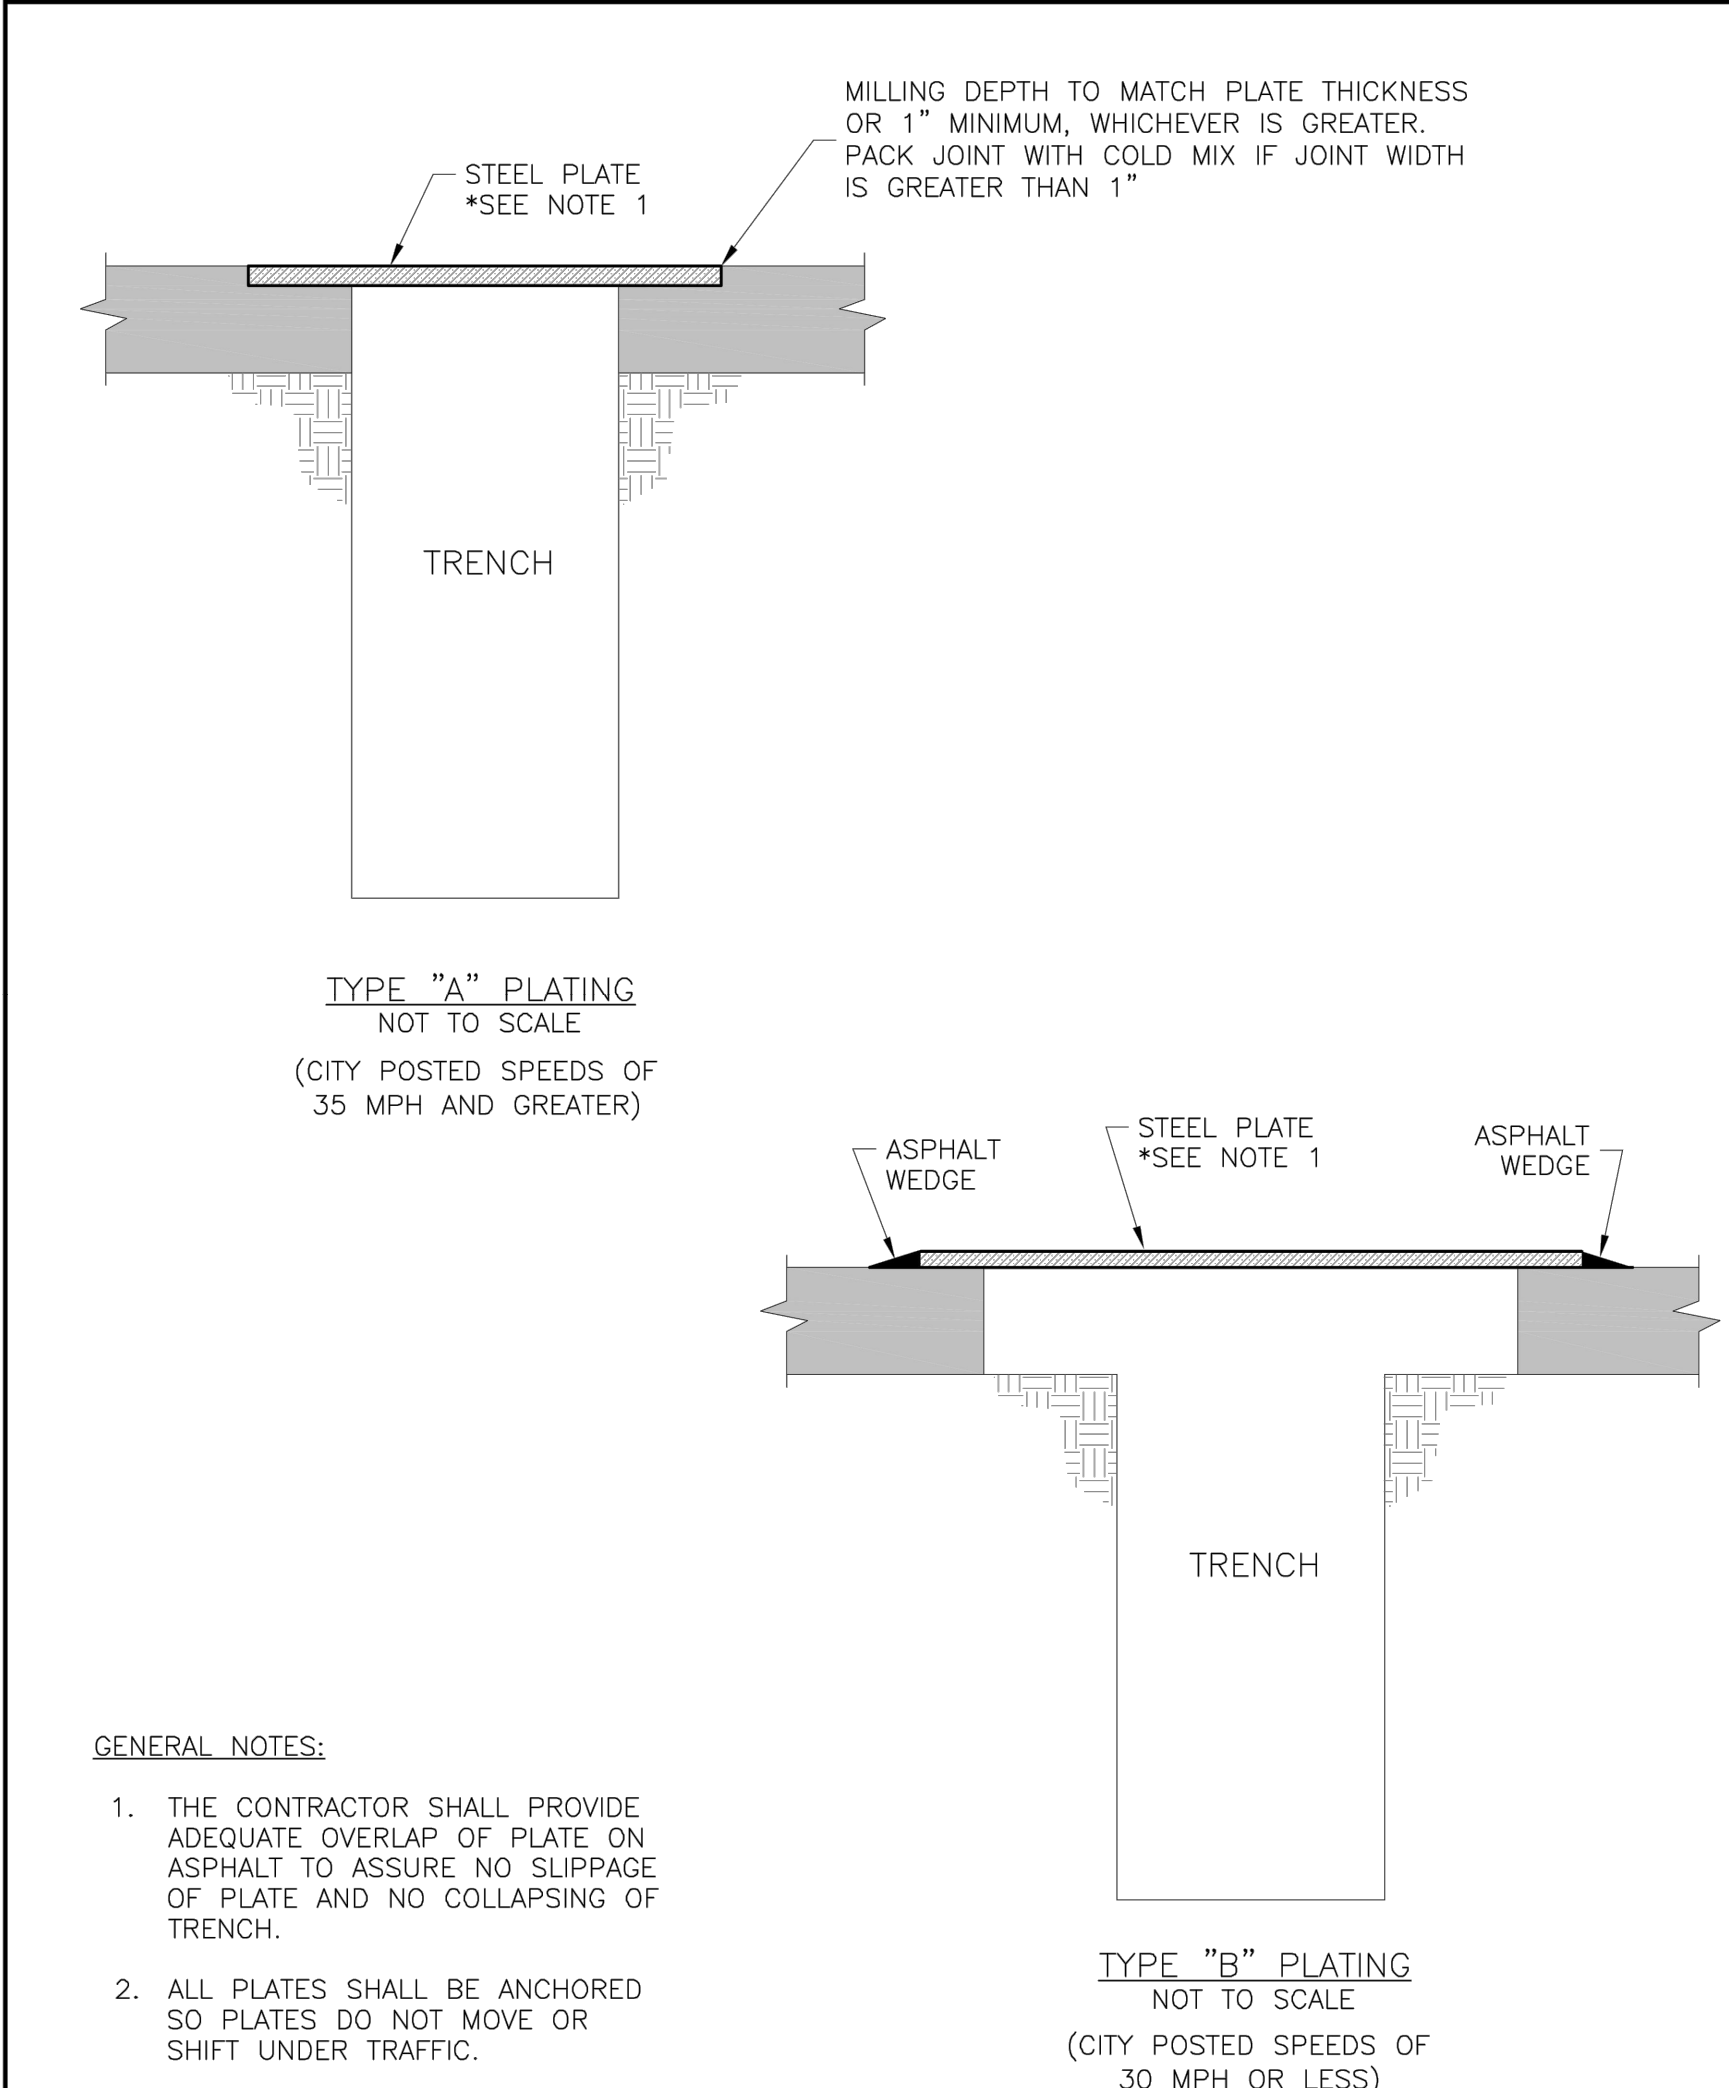 MILLING DEPTH TO MATCH PLATE THICKNESS
OR 1" MINIMUM, WHICHEVER IS GREATER.
PACK JOINT WITH COLD MIX IF JOINT WIDTH
IS GREATER THAN 1"
STEEL PLATE
*SEE NOTE 1
TRENCH
TYPE "A" PLATING
NOT TO SCALE
(CITY POSTED SPEEDS OF
35 MPH AND GREATER)
ASPHALT
WEDGE
STEEL PLATE
*SEE NOTE 1
ASPHALT
WEDGE
TRENCH
TYPE "B" PLATING
NOT TO SCALE
(CITY POSTED SPEEDS OF
30 MPH OR LESS)
GENERAL NOTES:
1. THE CONTRACTOR SHALL PROVIDE
ADEQUATE OVERLAP OF PLATE ON
ASPHALT TO ASSURE NO SLIPPAGE
OF PLATE AND NO COLLAPSING OF
TRENCH.
2. ALL PLATES SHALL BE ANCHORED
SO PLATES DO NOT MOVE OR
SHIFT UNDER TRAFFIC.